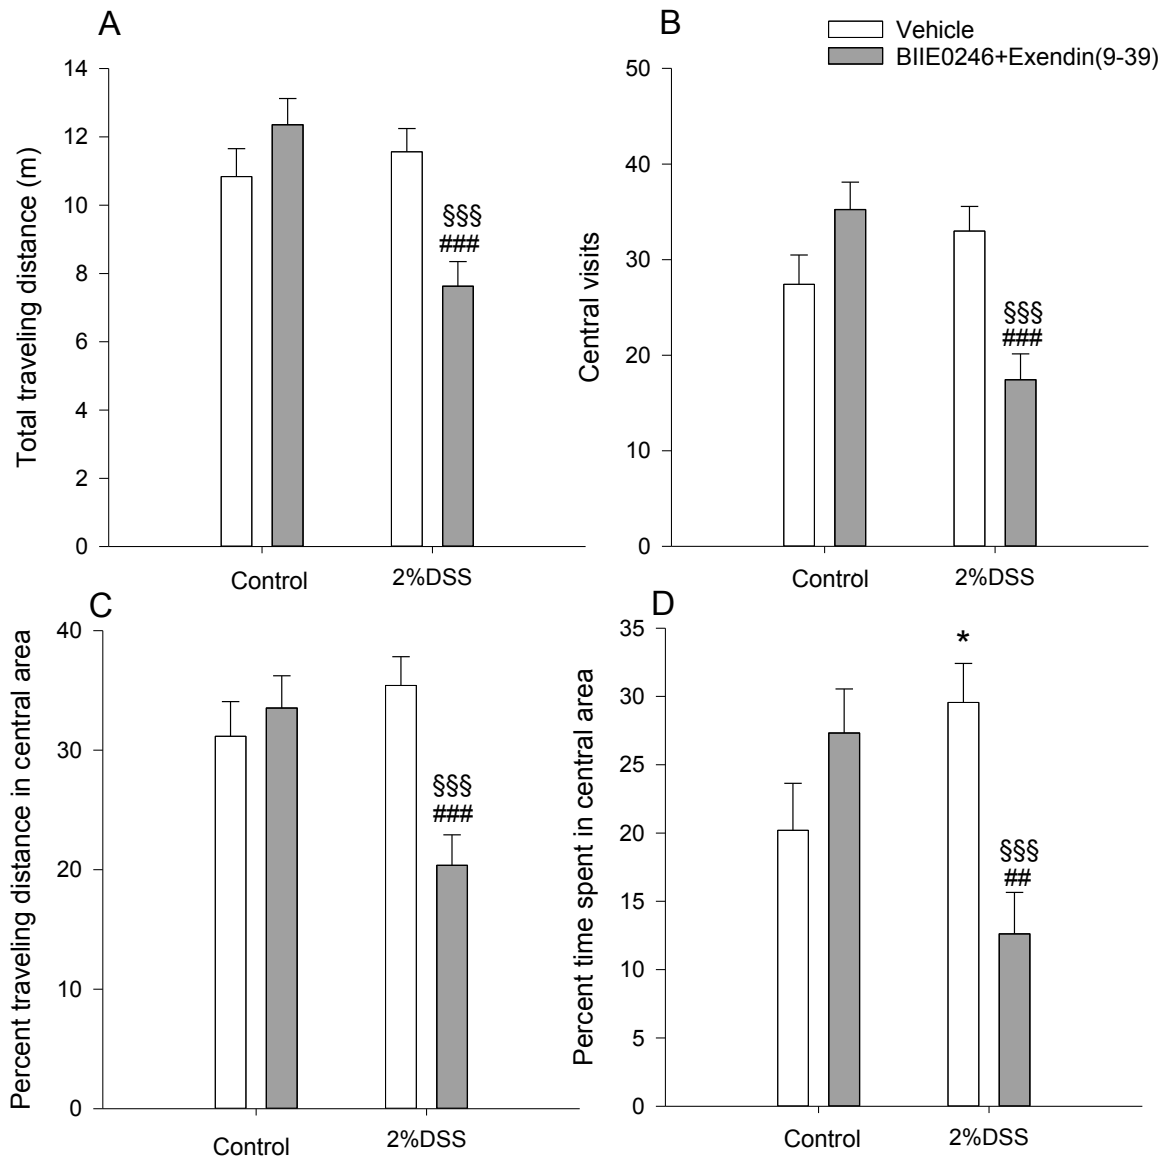 A
Total traveling distance (m)
14
12
10
8
6
4
2
0
§§§
###
Control
2%DSS
B
Vehicle
BIIE0246+Exendin(9-39)
Central visits
50
40
30
20
10
0
§§§
###
Control
2%DSS
C
Percent traveling distance in central area
40
30
20
10
0
§§§
###
Control
2%DSS
D
Percent time spent in central area
35
30
25
20
15
10
5
0
*
§§§
##
Control
2%DSS